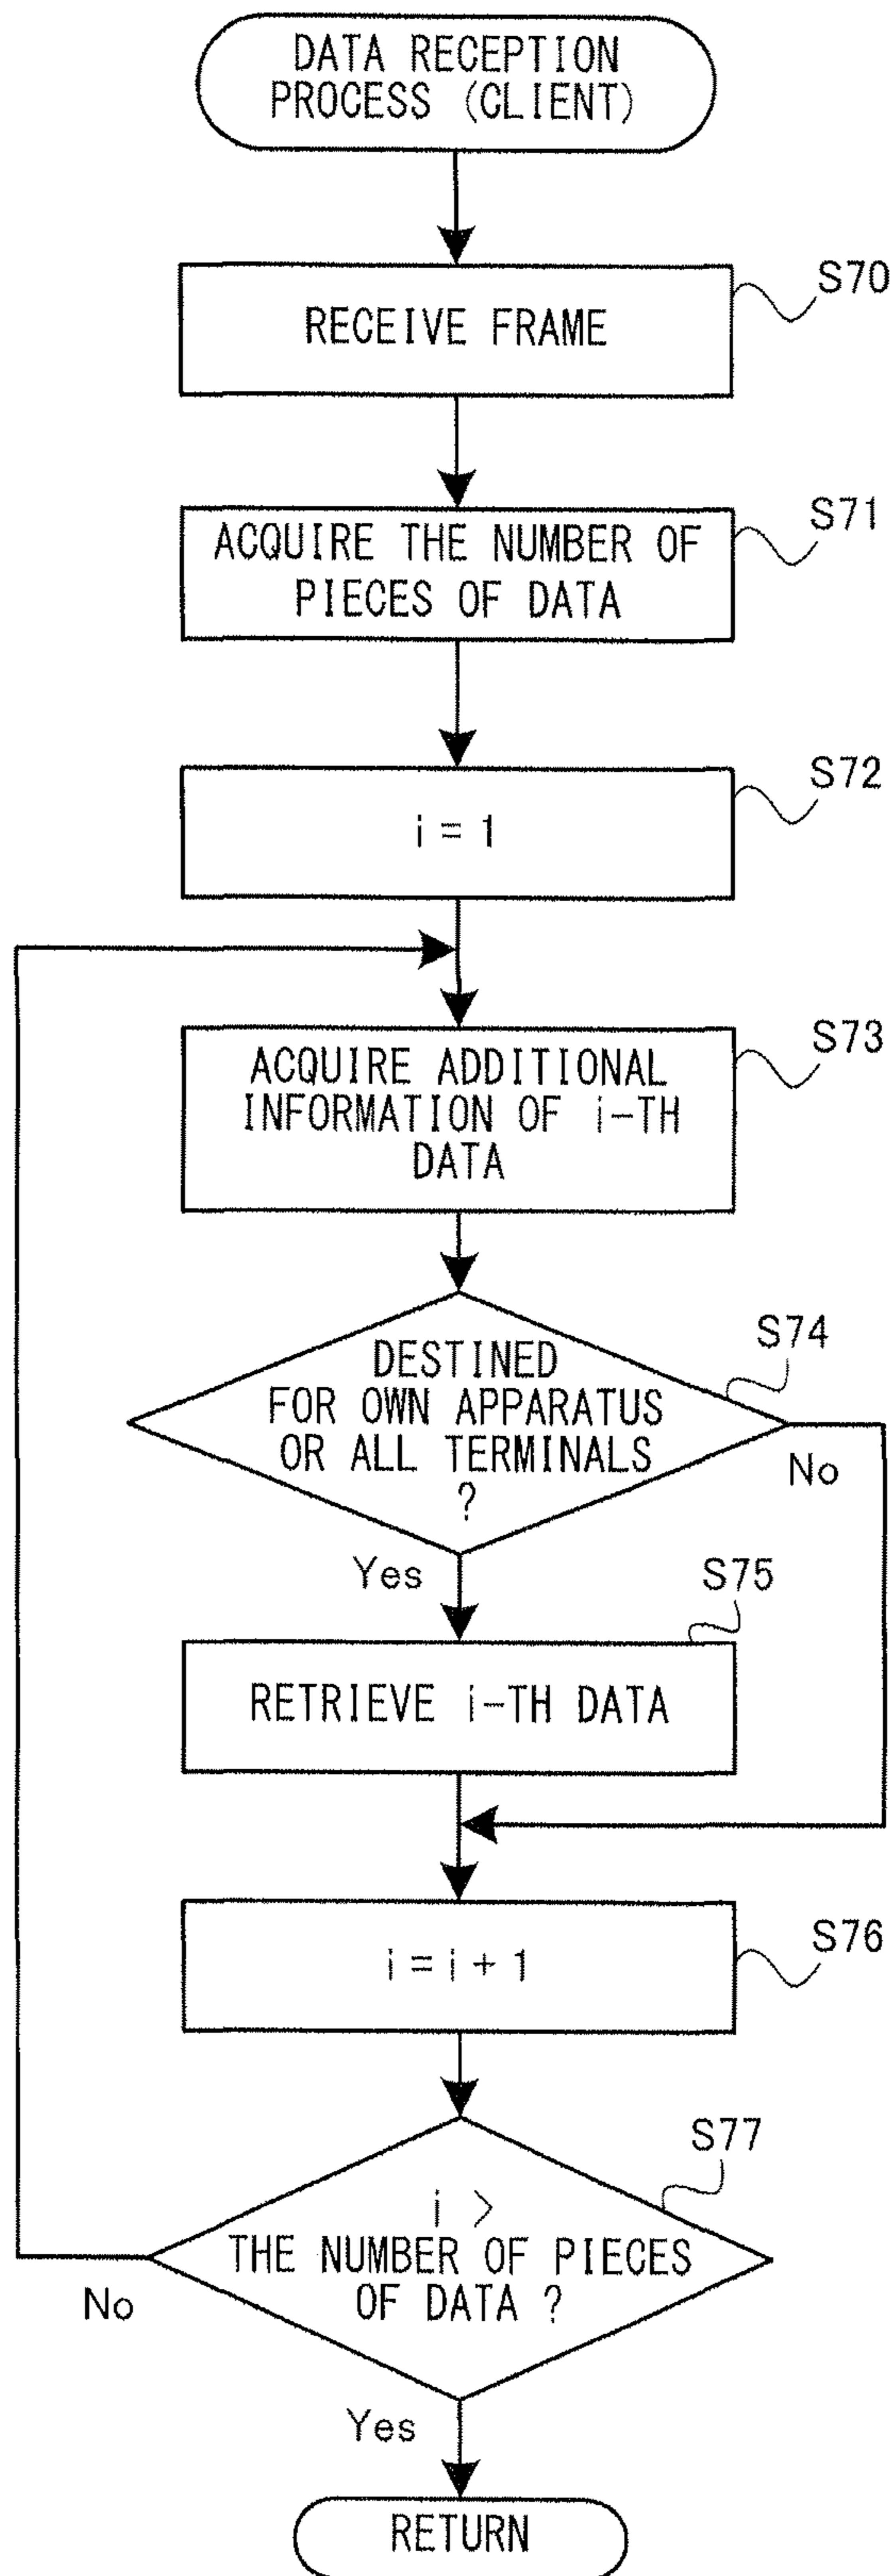 DATA RECEPTION
PROCESS (CLIENT)
S70
RECEIVE FRAME
S71
ACQUIRE THE NUMBER OF
PIECES OF DATA
S72
i = 1
S73
ACQUIRE ADDITIONAL
INFORMATION OF i-TH
DATA
S74
DESTINED
FOR OWN APPARATUS
OR ALL TERMINALS
?
No
Yes
S75
RETRIEVE i-TH DATA
S76
i = i + 1
S77
i >
THE NUMBER OF PIECES
OF DATA ?
No
Yes
RETURN